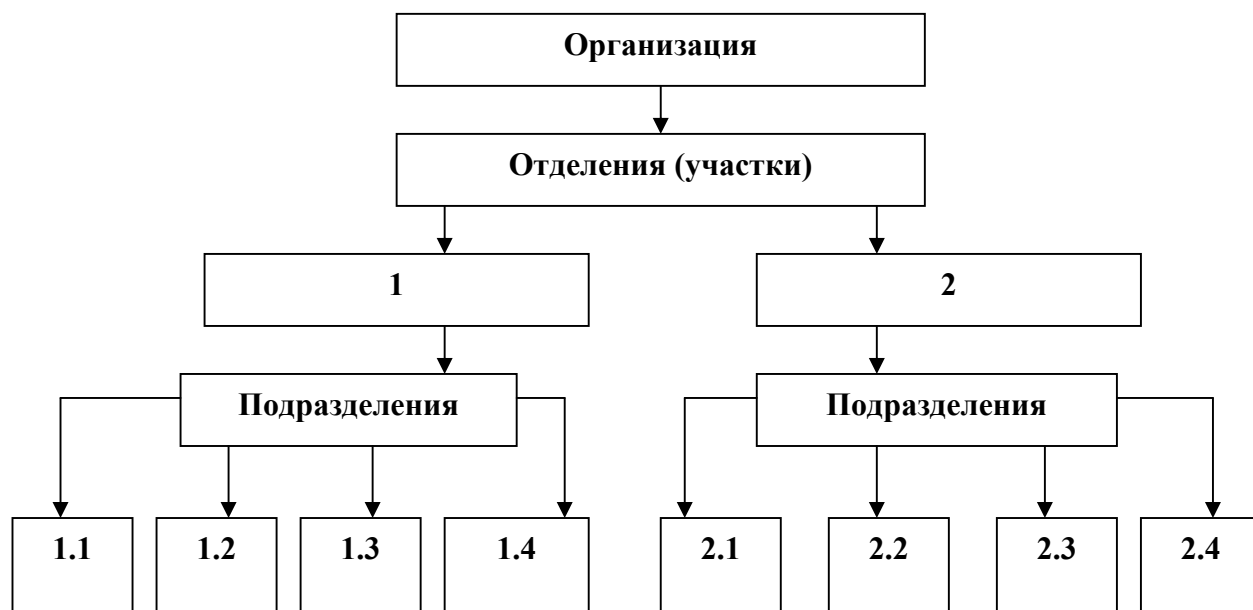 Организация
Отделения (участки)
1
2
Подразделения
Подразделения
1.1
1.2
1.3
1.4
2.1
2.2
2.3
2.4